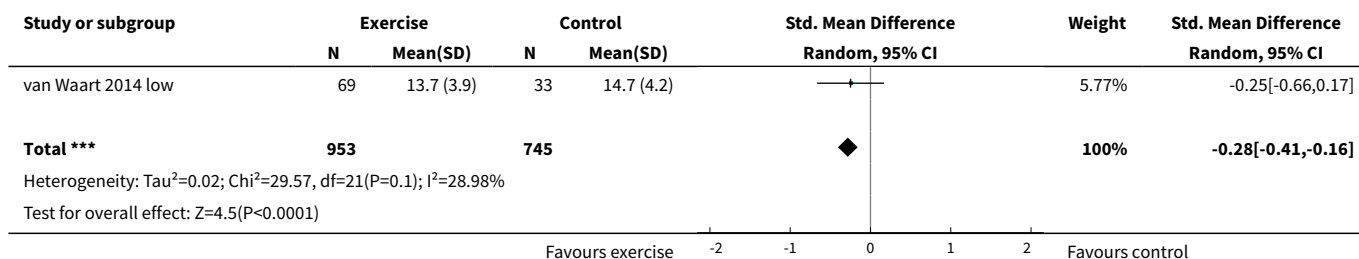 Study or subgroup Exercise Control Std. Mean Difference Weight Std. Mean Difference
N Mean(SD) N Mean(SD) Random, 95% CI Random, 95% CI
van Waart 2014 low 69 13.7 (3.9) 33 14.7 (4.2) 5.77% -0.25[-0.66,0.17]
Total *** 953 745 100% -0.28[-0.41,-0.16]
Heterogeneity: Tau²=0.02; Chi²=29.57, df=21(P=0.1); I²=28.98%
Test for overall effect: Z=4.5(P<0.0001)
Favours exercise -2 -1 0 1 2 Favours control